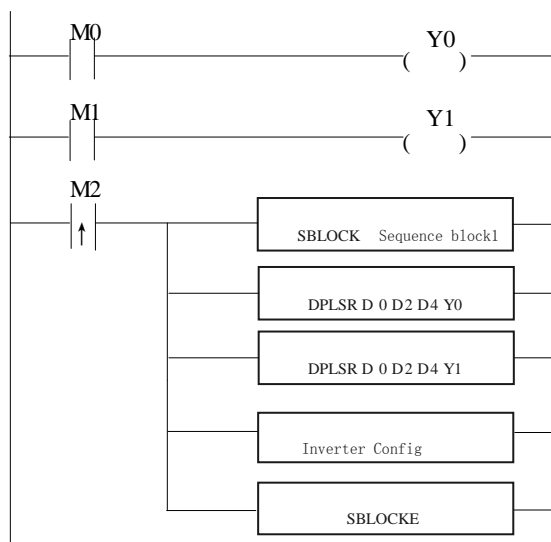 M0
Y0
( )
M1
Y1
( )
M2
SBLOCK Sequence block1
DPLSR D 0 D2 D4 Y0
DPLSR D 0 D2 D4 Y1
Inverter Config
SBLOCKE